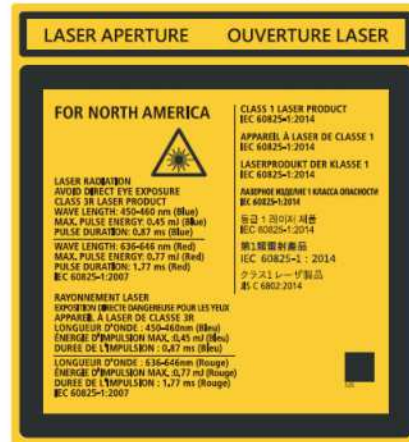 LASER APERTURE OUVERTURE LASER
FOR NORTH AMERICA
LASER RADIATION
AVOID DIRECT EYE EXPOSURE
CLASS 3R LASER PRODUCT
WAVE LENGTH: 450-460 nm (Blue)
MAX. PULSE ENERGY: 0,45 mJ (Blue)
PULSE DURATION: 0,87 ms (Blue)
WAVE LENGTH: 636-646 nm (Red)
MAX. PULSE ENERGY: 0,77 mJ (Red)
PULSE DURATION: 1,77 ms (Red)
IEC 60825-1:2007
RAYONNEMENT LASER
EXPOSITION DIRECTE DANGEREUSE POUR LES YEUX
APPAREIL À LASER DE CLASSE 3R
LONGUEUR D'ONDE : 450-460nm (Bleu)
ÉNERGIE D'IMPULSION MAX. :0,45 mJ (Bleu)
DURÉE DE L'IMPULSION : 0,87 ms (Bleu)
LONGUEUR D'ONDE : 636-646nm (Rouge)
ÉNERGIE D'IMPULSION MAX. :0,77 mJ (Rouge)
DURÉE DE L'IMPULSION : 1,77 ms (Rouge)
IEC 60825-1:2007
CLASS 1 LASER PRODUCT
IEC 60825-1:2014
APPAREIL À LASER DE CLASSE 1
IEC 60825-1:2014
LASERPRODUKT DER KLASSE 1
IEC 60825-1:2014
ЛАЗЕРНОЕ ИЗДЕЛИЕ 1 КЛАССА ОПАСНОСТИ
IEC 60825-1:2014
등급 1 레이저 제품
IEC 60825-1:2014
第1類雷射產品
IEC 60825-1 : 2014
クラス1レーザ製品
JIS C 6802:2014